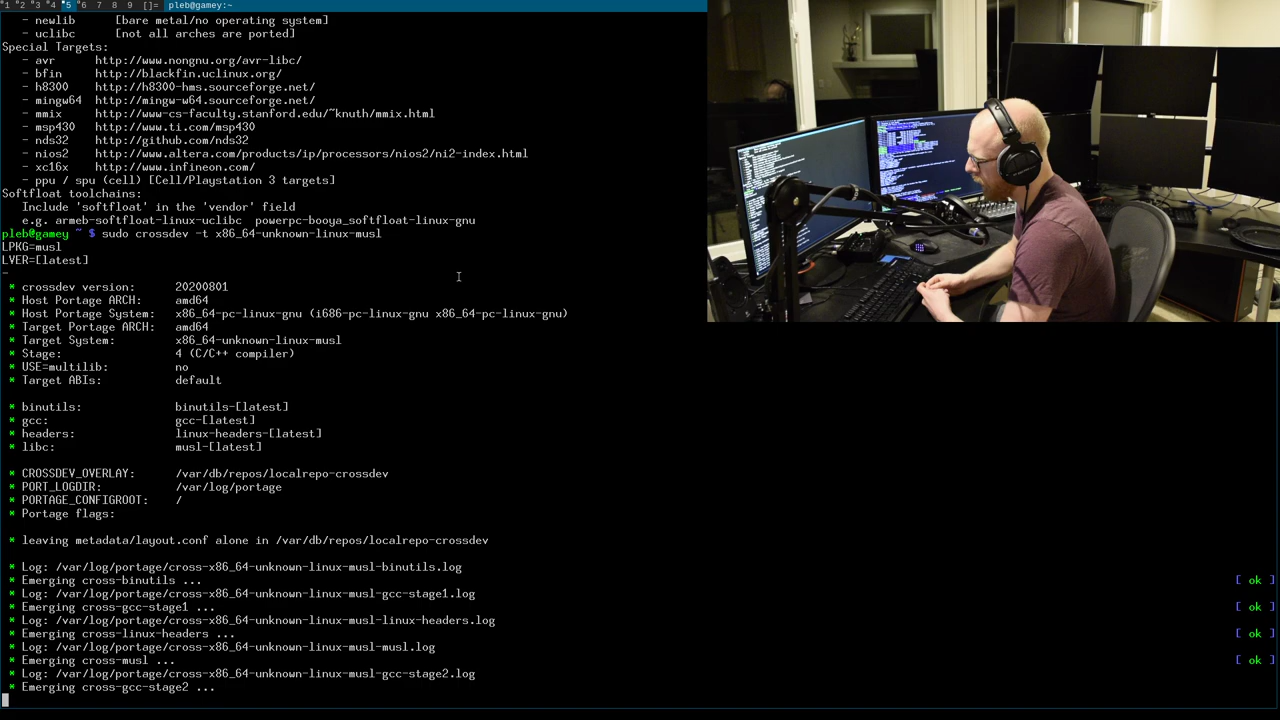 1 2 3 4 5 6 7 8 9 []= pleb@gamey:~
- newlib [bare metal/no operating system]
- uclibc [not all arches are ported]
Special Targets:
- avr http://www.nongnu.org/avr-libc/
- bfin http://blackfin.uclinux.org/
- h8300 http://h8300-hms.sourceforge.net/
- mingw64 http://mingw-w64.sourceforge.net/
- mmix http://www-cs-faculty.stanford.edu/~knuth/mmix.html
- msp430 http://www.ti.com/msp430
- nds32 http://github.com/nds32
- nios2 http://www.altera.com/products/ip/processors/nios2/ni2-index.html
- xc16x http://www.infineon.com/
- ppu / spu (cell) [Cell/Playstation 3 targets]
Softfloat toolchains:
Include 'softfloat' in the 'vendor' field
e.g. armeb-softfloat-linux-uclibc powerpc-booya_softfloat-linux-gnu
pleb@gamey ~ $ sudo crossdev -t x86_64-unknown-linux-musl
LPKG=musl
LVER=[latest]
-
* crossdev version: 20200801
* Host Portage ARCH: amd64
* Host Portage System: x86_64-pc-linux-gnu (i686-pc-linux-gnu x86_64-pc-linux-gnu)
* Target Portage ARCH: amd64
* Target System: x86_64-unknown-linux-musl
* Stage: 4 (C/C++ compiler)
* USE=multilib: no
* Target ABIs: default
* binutils: binutils-[latest]
* gcc: gcc-[latest]
* headers: linux-headers-[latest]
* libc: musl-[latest]
* CROSSDEV_OVERLAY: /var/db/repos/localrepo-crossdev
* PORT_LOGDIR: /var/log/portage
* PORTAGE_CONFIGROOT: /
* Portage flags:
* leaving metadata/layout.conf alone in /var/db/repos/localrepo-crossdev
* Log: /var/log/portage/cross-x86_64-unknown-linux-musl-binutils.log
* Emerging cross-binutils ... [ ok ]
* Log: /var/log/portage/cross-x86_64-unknown-linux-musl-gcc-stage1.log
* Emerging cross-gcc-stage1 ... [ ok ]
* Log: /var/log/portage/cross-x86_64-unknown-linux-musl-linux-headers.log
* Emerging cross-linux-headers ... [ ok ]
* Log: /var/log/portage/cross-x86_64-unknown-linux-musl-musl.log
* Emerging cross-musl ... [ ok ]
* Log: /var/log/portage/cross-x86_64-unknown-linux-musl-gcc-stage2.log
* Emerging cross-gcc-stage2 ...